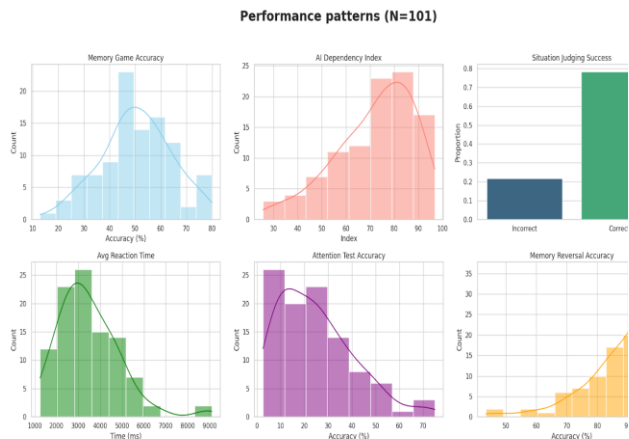 Performance patterns (N=101)
Memory Game Accuracy
AI Dependency Index
Situation Judging Success
Count
25
20
15
10
5
0
10 20 30 40 50 60 70 80
Accuracy (%)
Count
25
20
15
10
5
0
30 40 50 60 70 80 90 100
Index
Proportion
0.8
0.7
0.6
0.5
0.4
0.3
0.2
0.1
0.0
Incorrect
Correc
Avg Reaction Time
Attention Test Accuracy
Memory Reversal Accuracy
Count
25
20
15
10
5
0
1000 2000 3000 4000 5000 6000 7000 8000 9000
Time (ms)
Count
25
20
15
10
5
0
10 20 30 40 50 60 70
Accuracy (%)
Count
35
30
25
20
15
10
5
0
50 60 70 80
Accuracy (%)